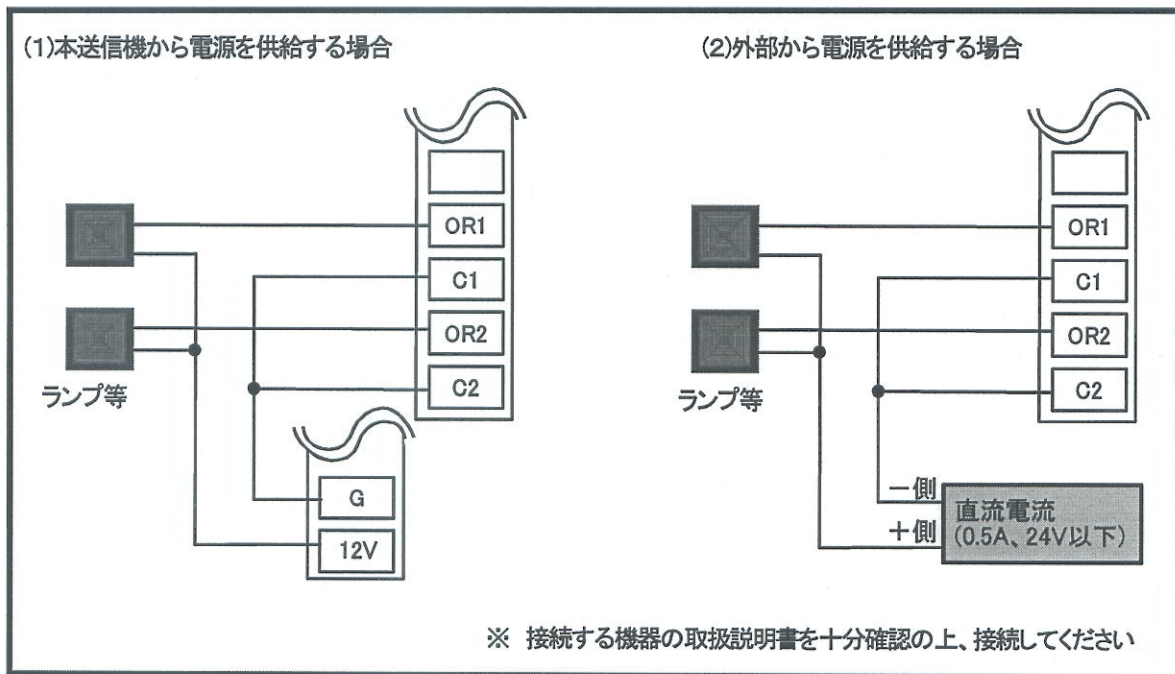 (1)本送信機から電源を供給する場合
OR1
C1
OR2
C2
ランプ等
G
12V
(2)外部から電源を供給する場合
OR1
C1
OR2
C2
ランプ等
－側
＋側
直流電流
(0.5A、24V以下)
※ 接続する機器の取扱説明書を十分確認の上、接続してください